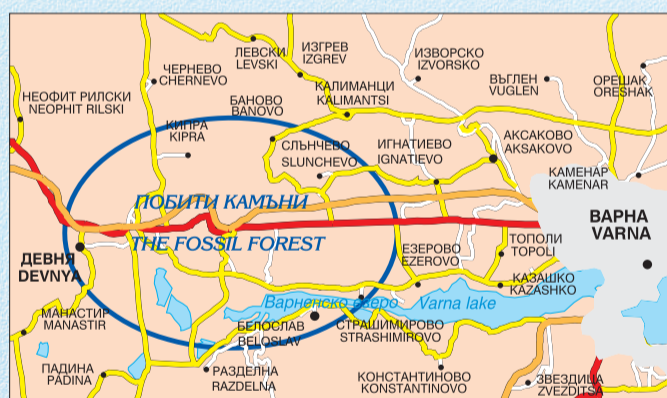 ЛЕВСКИ
LEVSKI
ИЗГРЕВ
IZGREV
ИЗВОРСКО
IZVORSKO
ЧЕРНЕВО
CHERNEVO
КАЛИМАНЦИ
KALIMANTSI
ВЪГЛЕН
VUGLEN
ОРЕШАК
ORESHAK
НЕОФИТ РИЛСКИ
NEOPHIT RILSKI
БАНОВО
BANOVO
КИПРА
KIPRA
СЛЪНЧЕВО
SLUNCHEVO
ИГНАТИЕВО
IGNATIEVO
АКСАКОВО
AKSAKOVO
КАМЕНАР
KAMENAR
ПОБИТИ КАМЪНИ
THE FOSSIL FOREST
ВАРНА
VARNA
ДЕВНЯ
DEVNYA
ЕЗЕРОВО
EZEROVO
ТОПОЛИ
TOPOLI
КАЗАШКО
KAZASHKO
Варненско езеро Varna lake
МАНАСТИР
MANASTIR
БЕЛОСЛАВ
BELOSLAV
СТРАШИМИРОВО
STRASHIMIROVO
ПАДИНА
PADINA
РАЗДЕЛНА
RAZDELNA
КОНСТАНТИНОВО
KONSTANTINOVO
ЗВЕЗДИЦА
ZVEZDITSA